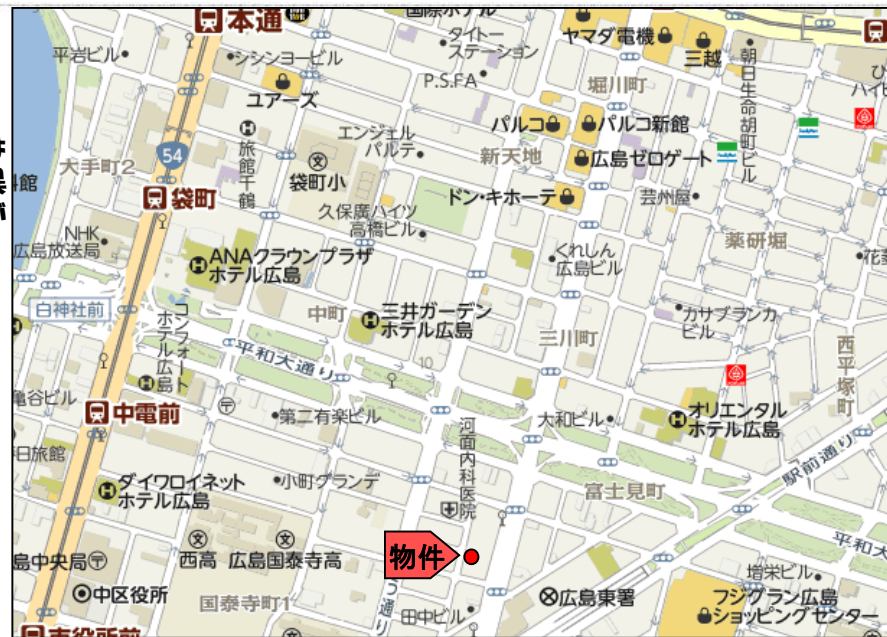 本通
国際ホテル
タイトー
ステーション
ヤマダ電機
三越
平岩ビル
シシンヨービル
P.S.FA
堀川町
朝日生命胡町ビル
ユアーズ
パルコ
パルコ新館
54
エンジェル
パルテ
新天地
広島ゼロゲート
FamilyMart
大手町2
旅館千鶴
文
袋町小
袋町
ドン・キホーテ
芸州屋
久保廣ハイツ
高橋ビル
NHK
広島放送局
薬研堀
ANAクラウンプラザ
ホテル広島
くれしん
広島ビル
白神社前
中町
三井ガーデン
ホテル広島
カサブランカ
ビル
コンフォート
ホテル広島
平和大通り
10
三川町
西平塚町
亀谷ビル
中電前
第二有楽ビル
河面内科医院
大和ビル
オリエンタル
ホテル広島
駅前通り
ダイワロイネット
ホテル広島
小町グランデ
富士見町
文
文
西高
広島国泰寺高
物件
平和大
島中央局
中区役所
国泰寺町1
増栄ビル
広島東署
フジグラン広島
ショッピングセンター
田中ビル
う通り
市役所前